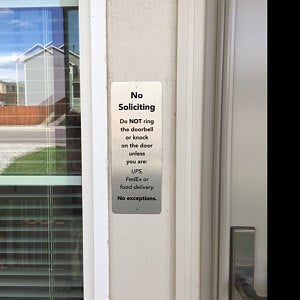 No
Soliciting
Do NOT ring
the doorbell
or knock
on the door
unless
you are:
UPS,
FedEx or
food delivery.
No exceptions.